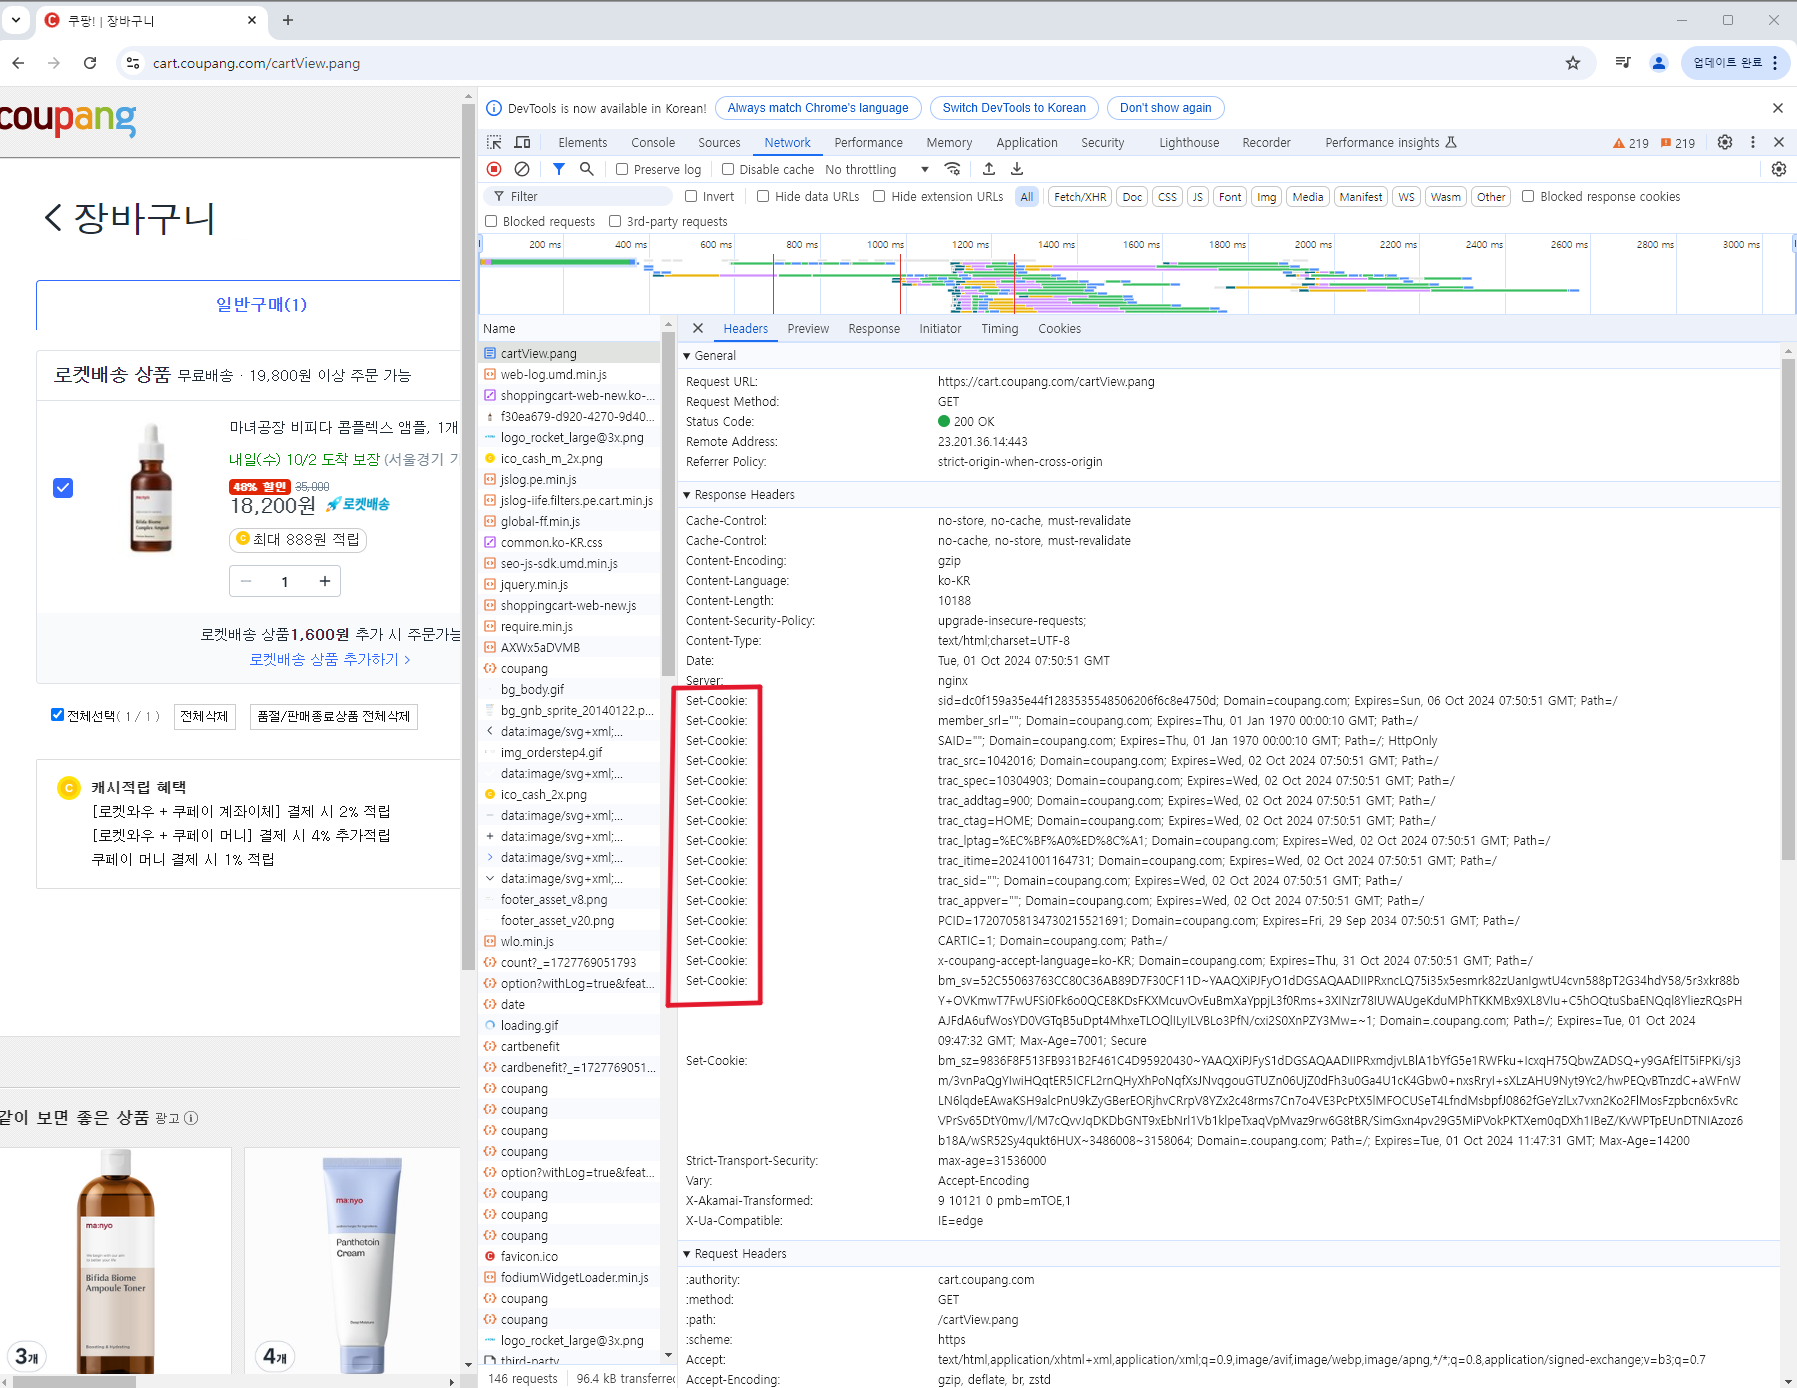 쿠팡! | 장바구니
cart.coupang.com/cartView.pang
업데이트 완료
coupang
장바구니
일반구매(1)
로켓배송 상품 무료배송 · 19,800원 이상 주문 가능
마녀공장 비피다 콤플렉스 앰플, 1개
내일(수) 10/2 도착 보장 (서울경기 기
48% 할인 35,000
18,200원 로켓배송
최대 888원 적립
1
로켓배송 상품1,600원 추가 시 주문가능
로켓배송 상품 추가하기 >
전체선택( 1 / 1 ) 전체삭제 품절/판매종료상품 전체삭제
캐시적립 혜택
[로켓와우 + 쿠페이 계좌이체] 결제 시 2% 적립
[로켓와우 + 쿠페이 머니] 결제 시 4% 추가적립
쿠페이 머니 결제 시 1% 적립
같이 보면 좋은 상품 광고
ma:nyo
Bifida Biome
Ampoule Toner
3개
ma:nyo
Panthetoin
Cream
4개
DevTools is now available in Korean! Always match Chrome's language Switch DevTools to Korean Don't show again
Elements Console Sources Network Performance Memory Application Security Lighthouse Recorder Performance insights 219 219
Preserve log Disable cache No throttling
Filter Invert Hide data URLs Hide extension URLs All Fetch/XHR Doc CSS JS Font Img Media Manifest WS Wasm Other Blocked response cookies
Blocked requests 3rd-party requests
200 ms 400 ms 600 ms 800 ms 1000 ms 1200 ms 1400 ms 1600 ms 1800 ms 2000 ms 2200 ms 2400 ms 2600 ms 2800 ms 3000 ms
Name
cartView.pang
web-log.umd.min.js
shoppingcart-web-new.ko-...
f30ea679-d920-4270-9d40...
logo_rocket_large@3x.png
ico_cash_m_2x.png
jslog.pe.min.js
jslog-iife.filters.pe.cart.min.js
global-ff.min.js
common.ko-KR.css
seo-js-sdk.umd.min.js
jquery.min.js
shoppingcart-web-new.js
require.min.js
AXWx5aDVMB
coupang
bg_body.gif
bg_gnb_sprite_20140122.p...
data:image/svg+xml;...
img_orderstep4.gif
data:image/svg+xml;...
ico_cash_2x.png
data:image/svg+xml;...
data:image/svg+xml;...
data:image/svg+xml;...
data:image/svg+xml;...
footer_asset_v8.png
footer_asset_v20.png
wlo.min.js
count?_=1727769051793
option?withLog=true&feat...
date
loading.gif
cartbenefit
cardbenefit?_=1727769051...
coupang
coupang
coupang
coupang
option?withLog=true&feat...
coupang
coupang
coupang
favicon.ico
fodiumWidgetLoader.min.js
coupang
coupang
logo_rocket_large@3x.png
third-party
146 requests 96.4 kB transferred
Headers Preview Response Initiator Timing Cookies
General
Request URL: https://cart.coupang.com/cartView.pang
Request Method: GET
Status Code: 200 OK
Remote Address: 23.201.36.14:443
Referrer Policy: strict-origin-when-cross-origin
Response Headers
Cache-Control: no-store, no-cache, must-revalidate
Cache-Control: no-cache, no-store, must-revalidate
Content-Encoding: gzip
Content-Language: ko-KR
Content-Length: 10188
Content-Security-Policy: upgrade-insecure-requests;
Content-Type: text/html;charset=UTF-8
Date: Tue, 01 Oct 2024 07:50:51 GMT
Server: nginx
Set-Cookie: sid=dc0f159a35e44f1283535548506206f6c8e4750d; Domain=coupang.com; Expires=Sun, 06 Oct 2024 07:50:51 GMT; Path=/
Set-Cookie: member_srl=""; Domain=coupang.com; Expires=Thu, 01 Jan 1970 00:00:10 GMT; Path=/
Set-Cookie: SAID=""; Domain=coupang.com; Expires=Thu, 01 Jan 1970 00:00:10 GMT; Path=/; HttpOnly
Set-Cookie: trac_src=1042016; Domain=coupang.com; Expires=Wed, 02 Oct 2024 07:50:51 GMT; Path=/
Set-Cookie: trac_spec=10304903; Domain=coupang.com; Expires=Wed, 02 Oct 2024 07:50:51 GMT; Path=/
Set-Cookie: trac_addtag=900; Domain=coupang.com; Expires=Wed, 02 Oct 2024 07:50:51 GMT; Path=/
Set-Cookie: trac_ctag=HOME; Domain=coupang.com; Expires=Wed, 02 Oct 2024 07:50:51 GMT; Path=/
Set-Cookie: trac_lptag=%EC%BF%A0%ED%8C%A1; Domain=coupang.com; Expires=Wed, 02 Oct 2024 07:50:51 GMT; Path=/
Set-Cookie: trac_itime=20241001164731; Domain=coupang.com; Expires=Wed, 02 Oct 2024 07:50:51 GMT; Path=/
Set-Cookie: trac_sid=""; Domain=coupang.com; Expires=Wed, 02 Oct 2024 07:50:51 GMT; Path=/
Set-Cookie: trac_appver=""; Domain=coupang.com; Expires=Wed, 02 Oct 2024 07:50:51 GMT; Path=/
Set-Cookie: PCID=17207058134730215521691; Domain=coupang.com; Expires=Fri, 29 Sep 2034 07:50:51 GMT; Path=/
Set-Cookie: CARTIC=1; Domain=coupang.com; Path=/
Set-Cookie: x-coupang-accept-language=ko-KR; Domain=coupang.com; Expires=Thu, 31 Oct 2024 07:50:51 GMT; Path=/
Set-Cookie:
09:47:32 GMT; Max-Age=7001; Secure
Set-Cookie:
Domain=.coupang.com; Path=/; Expires=Tue, 01 Oct 2024 11:47:31 GMT; Max-Age=14200
Strict-Transport-Security: max-age=31536000
Vary: Accept-Encoding
X-Akamai-Transformed: 9 10121 0 pmb=mTOE,1
X-Ua-Compatible: IE=edge
Request Headers
:authority: cart.coupang.com
:method: GET
:path: /cartView.pang
:scheme: https
Accept: text/html,application/xhtml+xml,application/xml;q=0.9,image/avif,image/webp,image/apng,*/*;q=0.8,application/signed-exchange;v=b3;q=0.7
Accept-Encoding: gzip, deflate, br, zstd